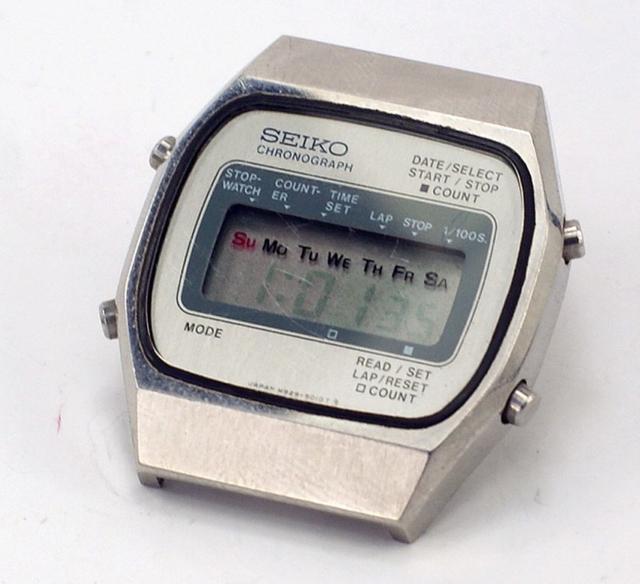 SEIKO
CHRONOGRAPH
DATE/SELECT
START / STOP
■ COUNT
STOP-
WATCH
COUNT-
ER
TIME
SET
LAP
STOP
1/100S.
Su Mo Tu We Th Fr Sa
MODE
READ / SET
LAP/RESET
□ COUNT
JAPAN